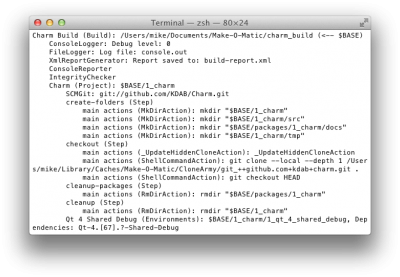 Terminal — zsh — 80×24
Charm Build (Build): /Users/mike/Documents/Make-O-Matic/charm_build (<-- $BASE)
ConsoleLogger: Debug level: 0
FileLogger: Log file: console.out
XmlReportGenerator: Report saved to: build-report.xml
ConsoleReporter
IntegrityChecker
Charm (Project): $BASE/1_charm
SCMGit: git://github.com/KDAB/Charm.git
create-folders (Step)
main actions (MkDirAction): mkdir "$BASE/1_charm"
main actions (MkDirAction): mkdir "$BASE/1_charm/src"
main actions (MkDirAction): mkdir "$BASE/packages/1_charm/docs"
main actions (MkDirAction): mkdir "$BASE/1_charm/tmp"
checkout (Step)
main actions (_UpdateHiddenCloneAction): _UpdateHiddenCloneAction
main actions (ShellCommandAction): git clone --local --depth 1 /User
s/mike/Library/Caches/Make-O-Matic/CloneArmy/git_++github.com+kdab+charm.git .
main actions (ShellCommandAction): git checkout HEAD
cleanup-packages (Step)
main actions (RmDirAction): rmdir "$BASE/packages/1_charm"
cleanup (Step)
main actions (RmDirAction): rmdir "$BASE/1_charm"
Qt 4 Shared Debug (Environments): $BASE/1_charm/1_qt_4_shared_debug, Dep
endencies: Qt-4.[67].?-Shared-Debug